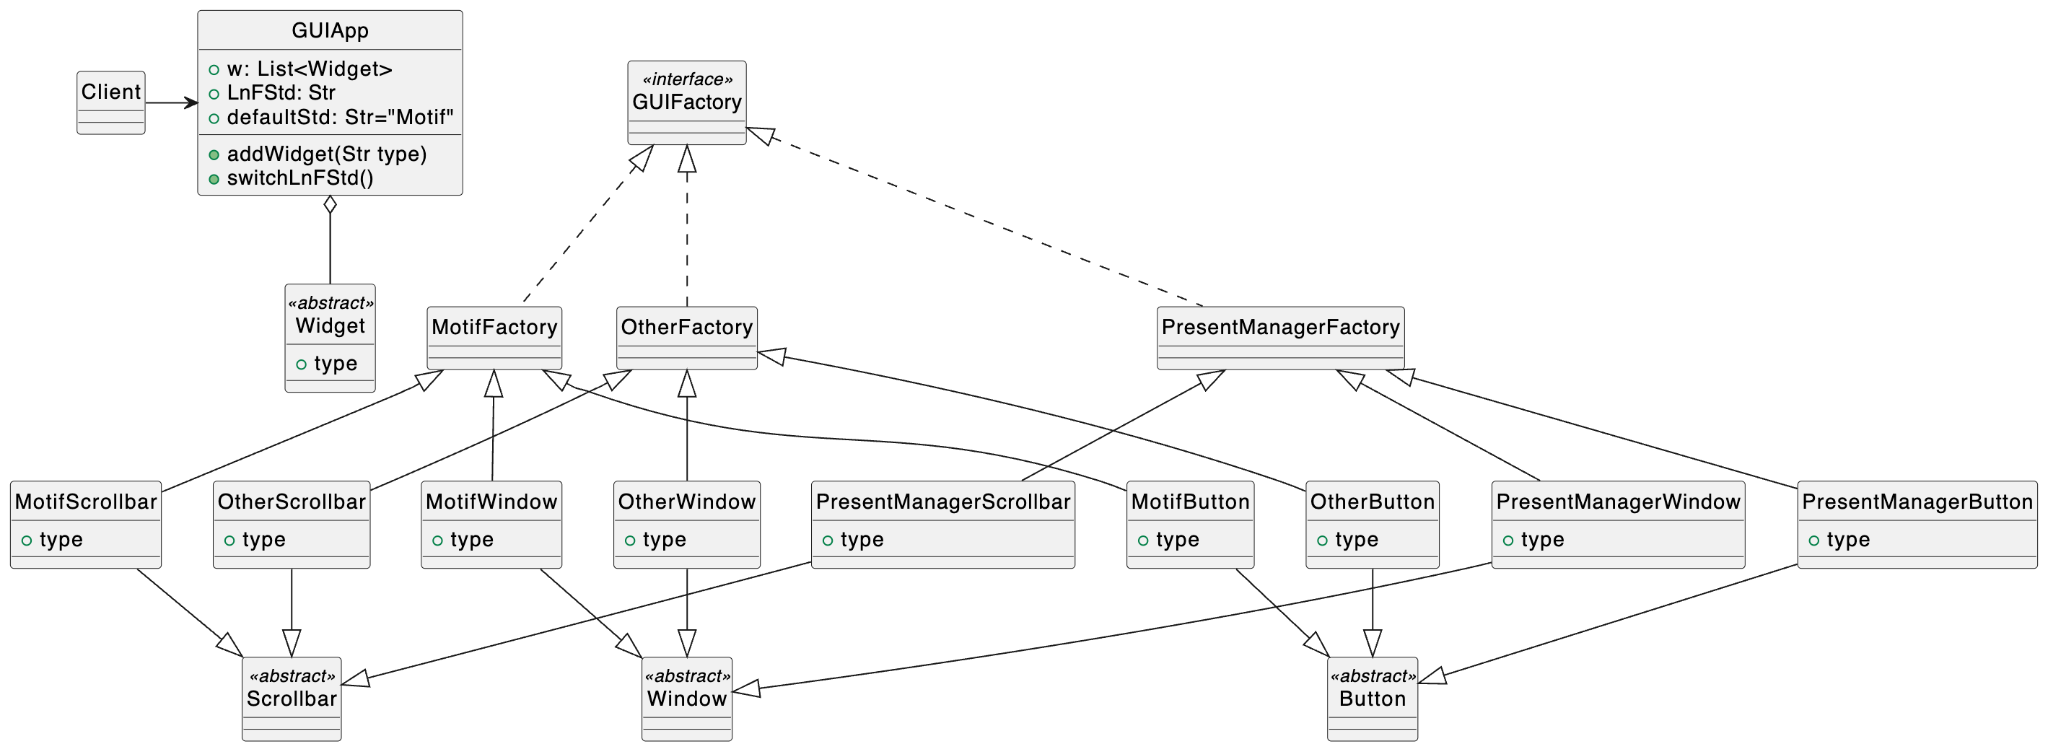 GUIApp
w: List<Widget>
LnFStd: Str
defaultStd: Str="Motif"
addWidget(Str type)
switchLnFStd()
Client
«interface»
GUIFactory
«abstract»
Widget
type
MotifFactory
OtherFactory
PresentManagerFactory
MotifScrollbar
type
OtherScrollbar
type
MotifWindow
type
OtherWindow
type
PresentManagerScrollbar
type
MotifButton
type
OtherButton
type
PresentManagerWindow
type
PresentManagerButton
type
«abstract»
Scrollbar
«abstract»
Window
«abstract»
Button